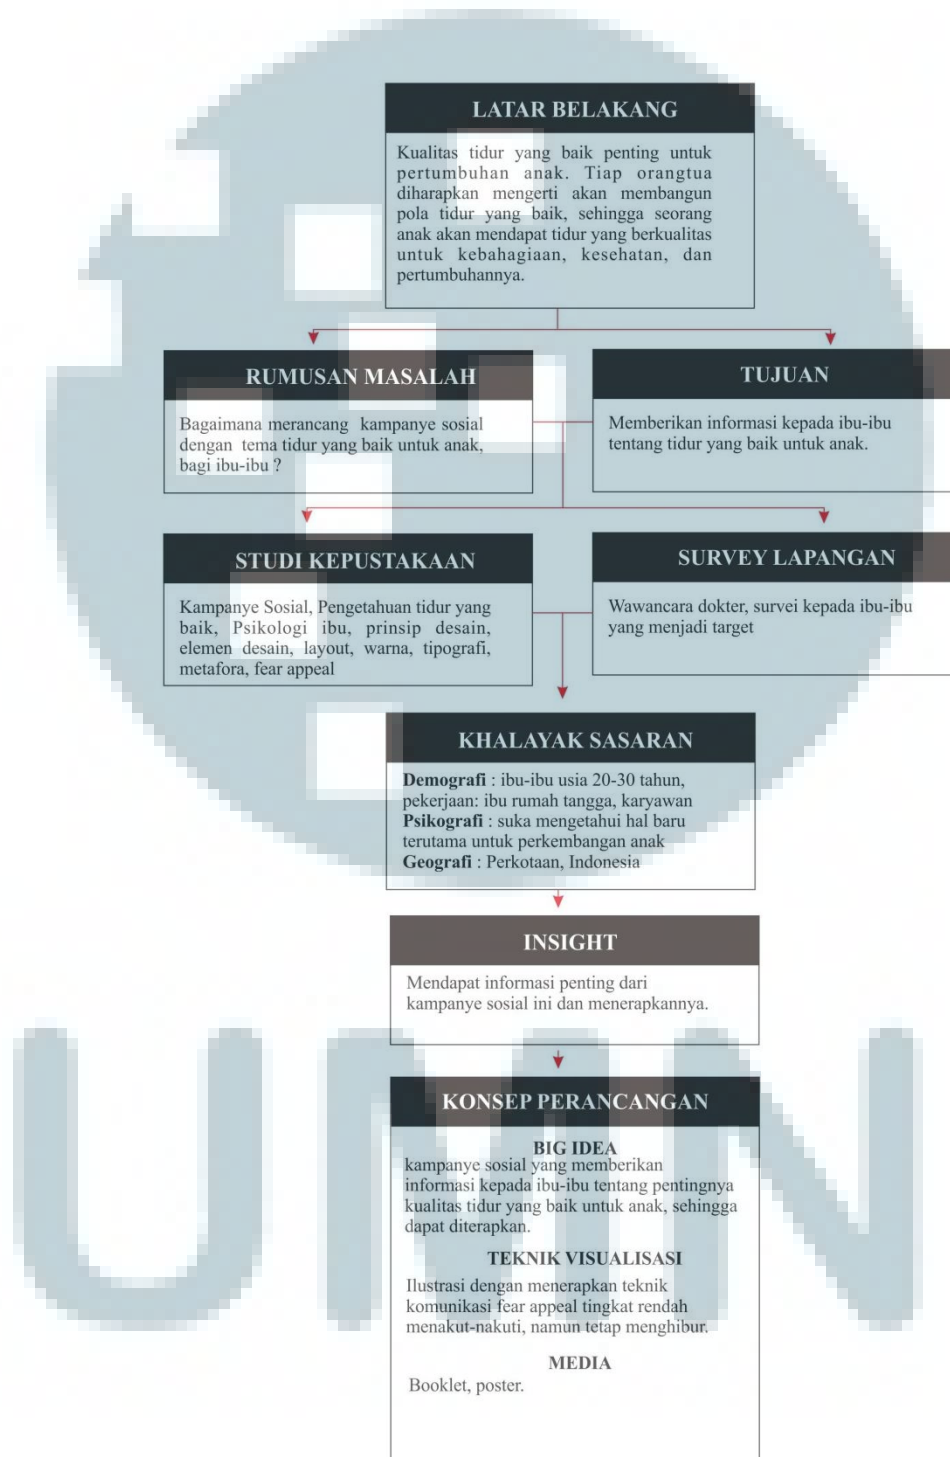 LATAR BELAKANG
Kualitas tidur yang baik penting untuk
pertumbuhan anak. Tiap orangtua
diharapkan mengerti akan membangun
pola tidur yang baik, sehingga seorang
anak akan mendapat tidur yang berkualitas
untuk kebahagiaan, kesehatan, dan
pertumbuhannya.
RUMUSAN MASALAH
Bagaimana merancang kampanye sosial
dengan tema tidur yang baik untuk anak,
bagi ibu-ibu ?
TUJUAN
Memberikan informasi kepada ibu-ibu
tentang tidur yang baik untuk anak.
STUDI KEPUSTAKAAN
Kampanye Sosial, Pengetahuan tidur yang
baik, Psikologi ibu, prinsip desain,
elemen desain, layout, warna, tipografi,
metafora, fear appeal
SURVEY LAPANGAN
Wawancara dokter, survei kepada ibu-ibu
yang menjadi target
KHALAYAK SASARAN
Demografi : ibu-ibu usia 20-30 tahun,
pekerjaan: ibu rumah tangga, karyawan
Psikografi : suka mengetahui hal baru
terutama untuk perkembangan anak
Geografi : Perkotaan, Indonesia
INSIGHT
Mendapat informasi penting dari
kampanye sosial ini dan menerapkannya.
KONSEP PERANCANGAN
BIG IDEA
kampanye sosial yang memberikan
informasi kepada ibu-ibu tentang pentingnya
kualitas tidur yang baik untuk anak, sehingga
dapat diterapkan.
TEKNIK VISUALISASI
Ilustrasi dengan menerapkan teknik
komunikasi fear appeal tingkat rendah
menakut-nakuti, namun tetap menghibur.
MEDIA
Booklet, poster.
UMN